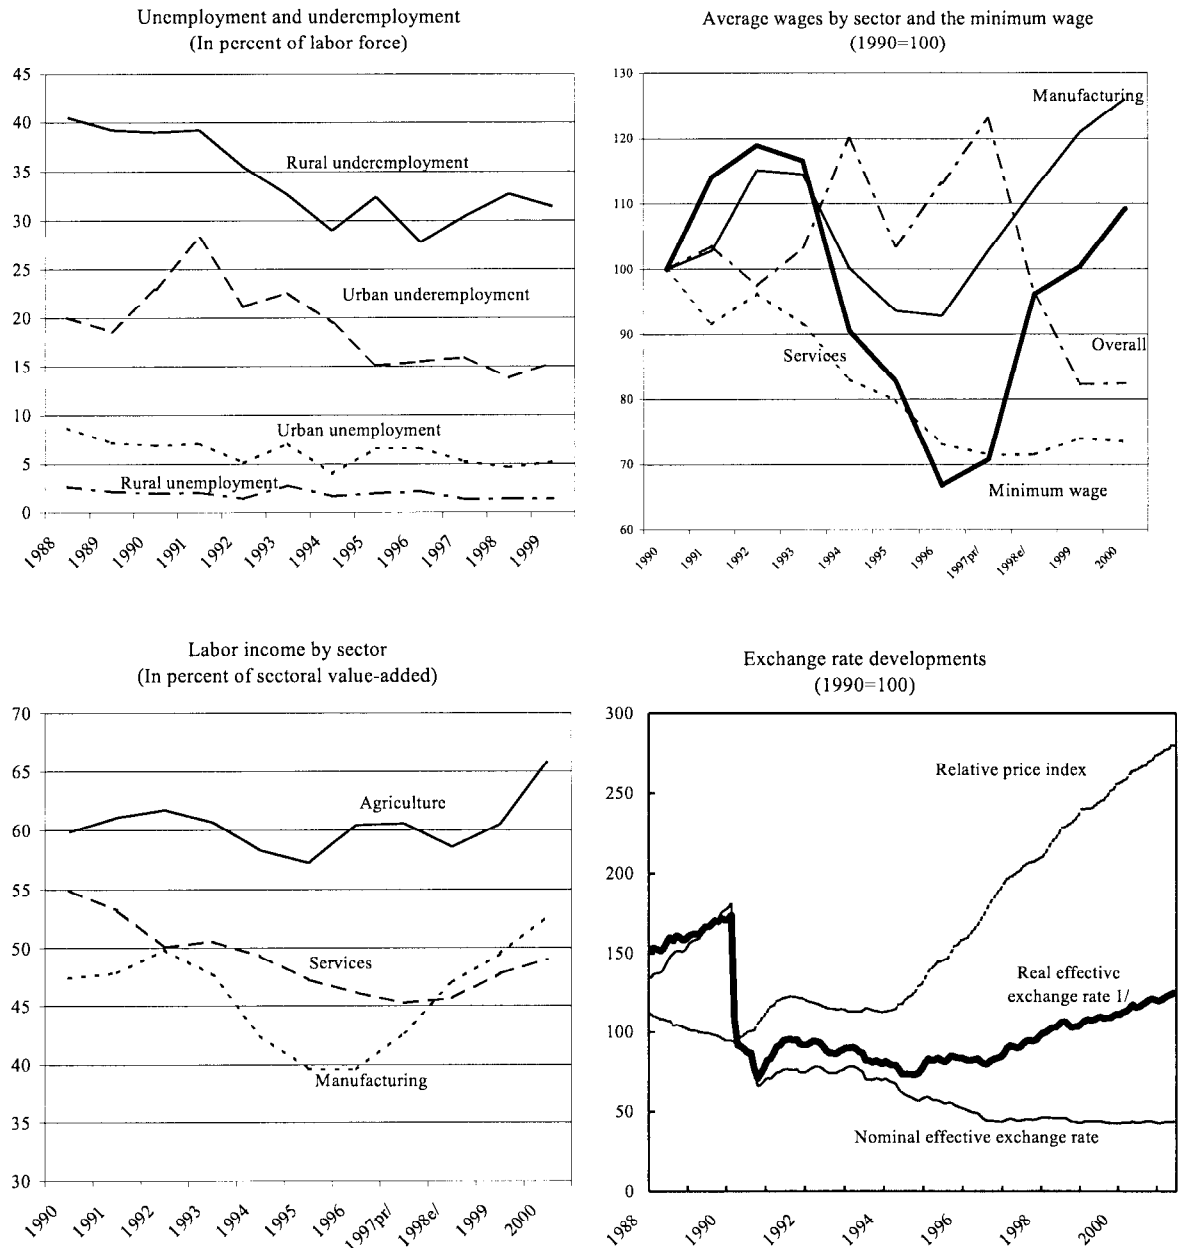 Unemployment and underemployment
(In percent of labor force)
45
40
35
30
25
20
15
10
5
0
Rural underemployment
Urban underemployment
Urban unemployment
Rural unemployment
1988
1989
1990
1991
1992
1993
1994
1995
1996
1997
1998
1999
Average wages by sector and the minimum wage
(1990=100)
130
120
110
100
90
80
70
60
Manufacturing
Services
Overall
Minimum wage
1990
1991
1992
1993
1994
1995
1996
1997pr/
1998e/
1999
2000
Labor income by sector
(In percent of sectoral value-added)
70
65
60
55
50
45
40
35
30
Agriculture
Services
Manufacturing
1990
1991
1992
1993
1994
1995
1996
1997pr/
1998e/
1999
2000
Exchange rate developments
(1990=100)
300
250
200
150
100
50
0
Relative price index
Real effective
exchange rate 1/
Nominal effective exchange rate
1988
1990
1992
1994
1996
1998
2000